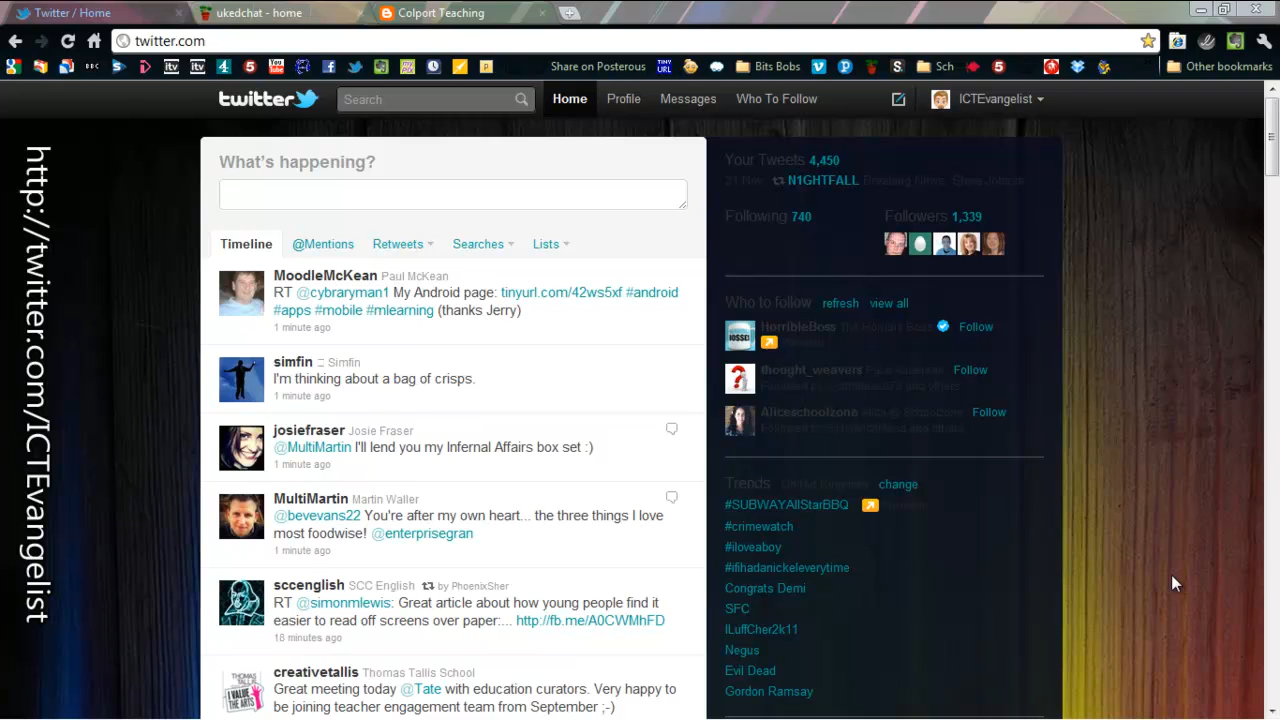 Twitter / Home
ukedchat - home
Colport Teaching
twitter.com
Share on Posterous
Bits Bobs
Sch
Other bookmarks
twitter
Search
Home
Profile
Messages
Who To Follow
ICTEvangelist
http://twitter.com/ICTEvangelist
What's happening?
Timeline
@Mentions
Retweets
Searches
Lists
MoodleMcKean Paul McKean
RT @cybraryman1 My Android page: tinyurl.com/42ws5xf #android
#apps #mobile #mlearning (thanks Jerry)
1 minute ago
simfin Simfin
I'm thinking about a bag of crisps.
1 minute ago
josiefraser Josie Fraser
@MultiMartin I'll lend you my Infernal Affairs box set :)
1 minute ago
MultiMartin Martin Waller
@bevevans22 You're after my own heart... the three things I love
most foodwise! @enterprisegran
1 minute ago
sccenglish SCC English by PhoenixSher
RT @simonmlewis: Great article about how young people find it
easier to read off screens over paper:... http://fb.me/A0CWMhFD
18 minutes ago
creativetallis Thomas Tallis School
Great meeting today @Tate with education curators. Very happy to
be joining teacher engagement team from September ;-)
Your Tweets 4,450
21 Nov N1GHTFALL Breaking News
Following 740
Followers 1,339
Who to follow refresh view all
HorribleBoss Follow
thought_weavers Follow
Aliceschoolzone Follow
Trends change
#SUBWAYAllStarBBQ
#crimewatch
#iloveaboy
#ifihadanickeleverytime
Congrats Demi
SFC
ILuffCher2k11
Negus
Evil Dead
Gordon Ramsay